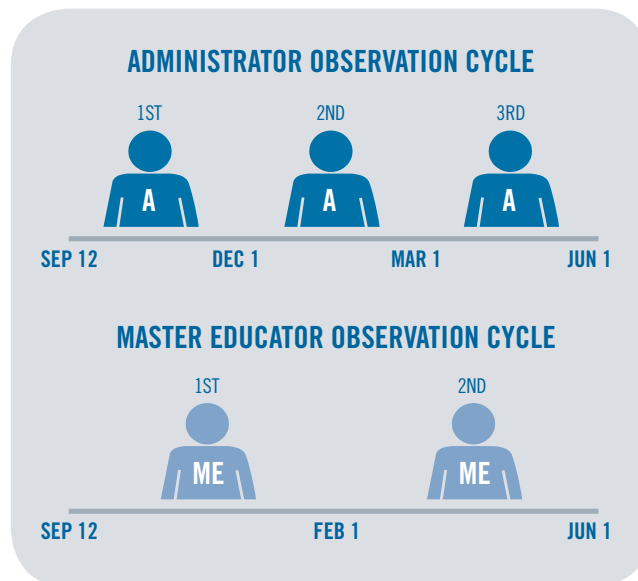 ADMINISTRATOR OBSERVATION CYCLE
1ST 2ND 3RD
A A A
SEP 12 DEC 1 MAR 1 JUN 1
MASTER EDUCATOR OBSERVATION CYCLE
1ST 2ND
ME ME
SEP 12 FEB 1 JUN 1